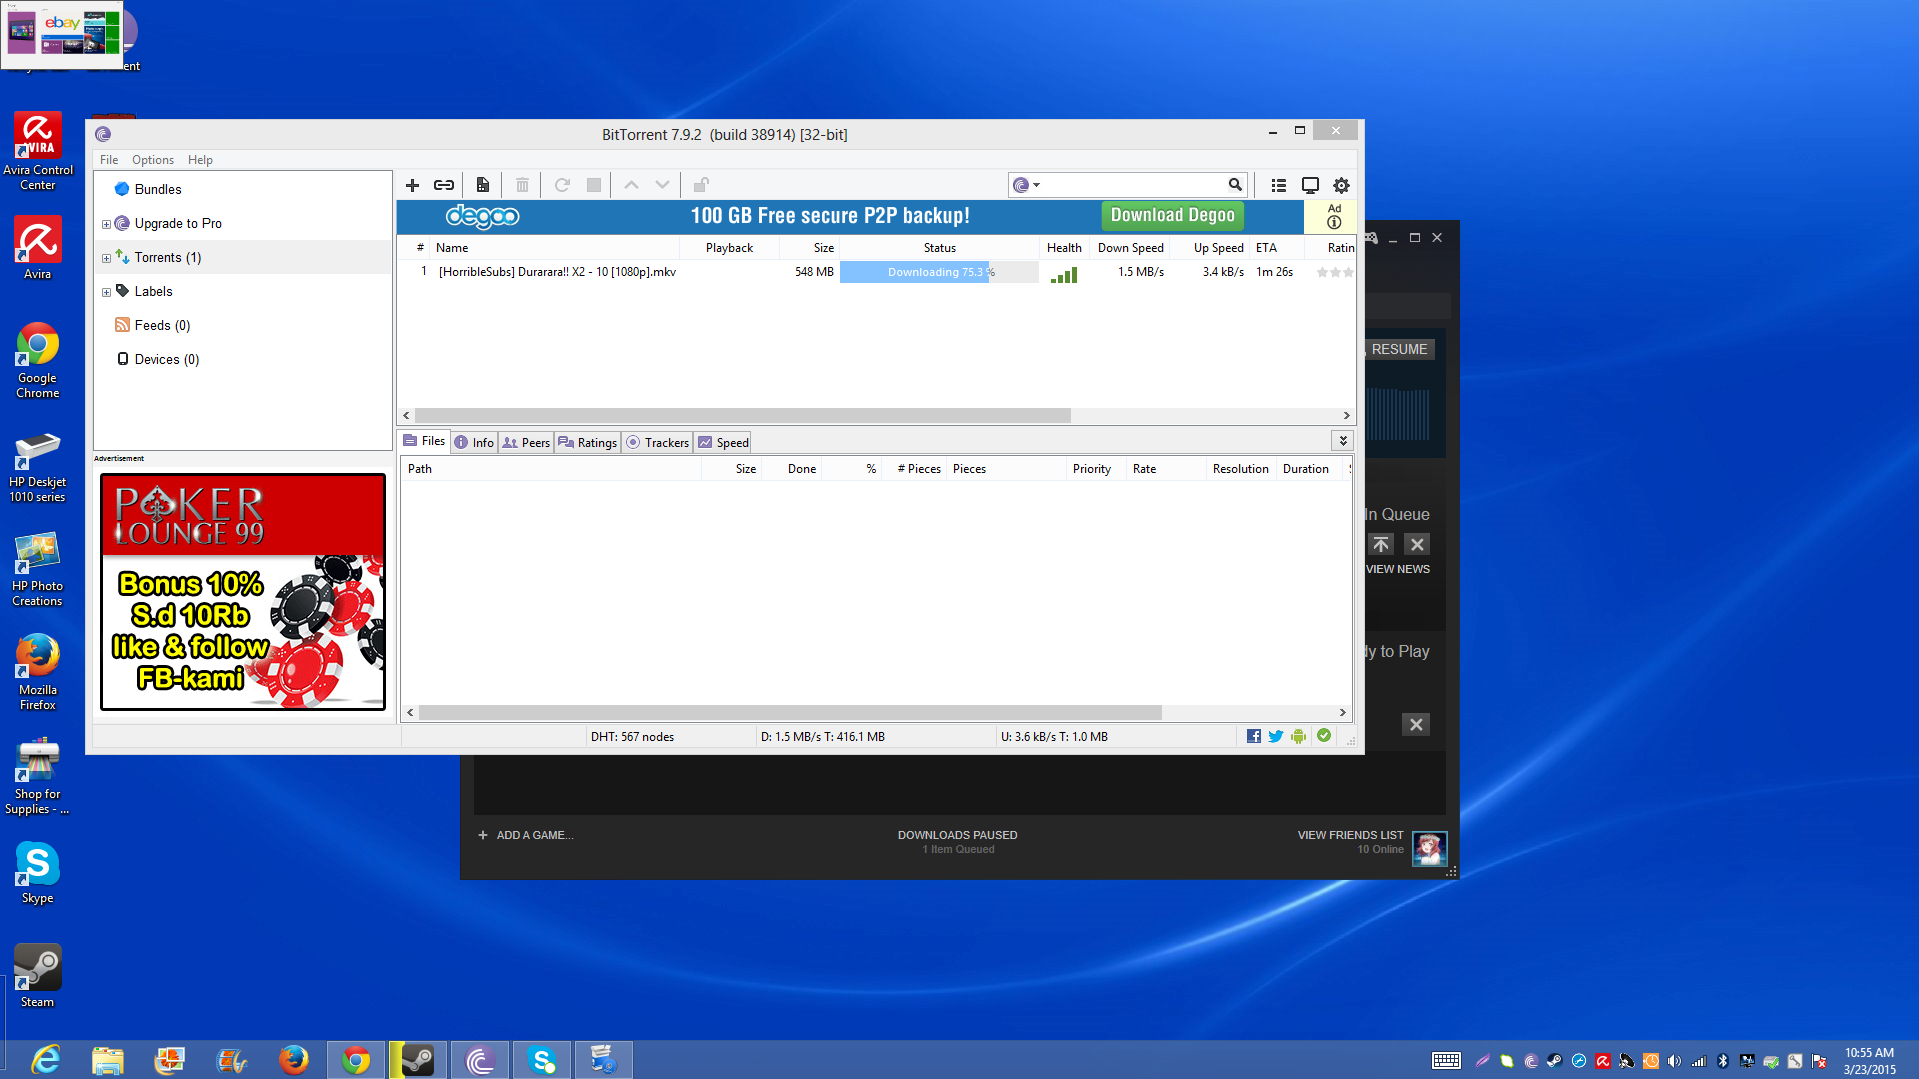 ebay
ent
AVIRA
Avira Control
Center
Avira
Google
Chrome
HP Deskjet
1010 series
HP Photo
Creations
Mozilla
Firefox
Shop for
Supplies - ...
Skype
Steam
BitTorrent 7.9.2 (build 38914) [32-bit]
File Options Help
Bundles
Upgrade to Pro
Torrents (1)
Labels
Feeds (0)
Devices (0)
degoo 100 GB Free secure P2P backup! Download Degoo Ad
# Name Playback Size Status Health Down Speed Up Speed ETA Ratin
1 [HorribleSubs] Durarara!! X2 - 10 [1080p].mkv 548 MB Downloading 75.3 % 1.5 MB/s 3.4 kB/s 1m 26s
Files Info Peers Ratings Trackers Speed
Path Size Done % # Pieces Pieces Priority Rate Resolution Duration
Advertisement
POKER
LOUNGE 99
Bonus 10%
S.d 10Rb
like & follow
FB-kami
DHT: 567 nodes D: 1.5 MB/s T: 416.1 MB U: 3.6 kB/s T: 1.0 MB
RESUME
In Queue
VIEW NEWS
dy to Play
+ ADD A GAME...
DOWNLOADS PAUSED
1 Item Queued
VIEW FRIENDS LIST
10 Online
10:55 AM
3/23/2015